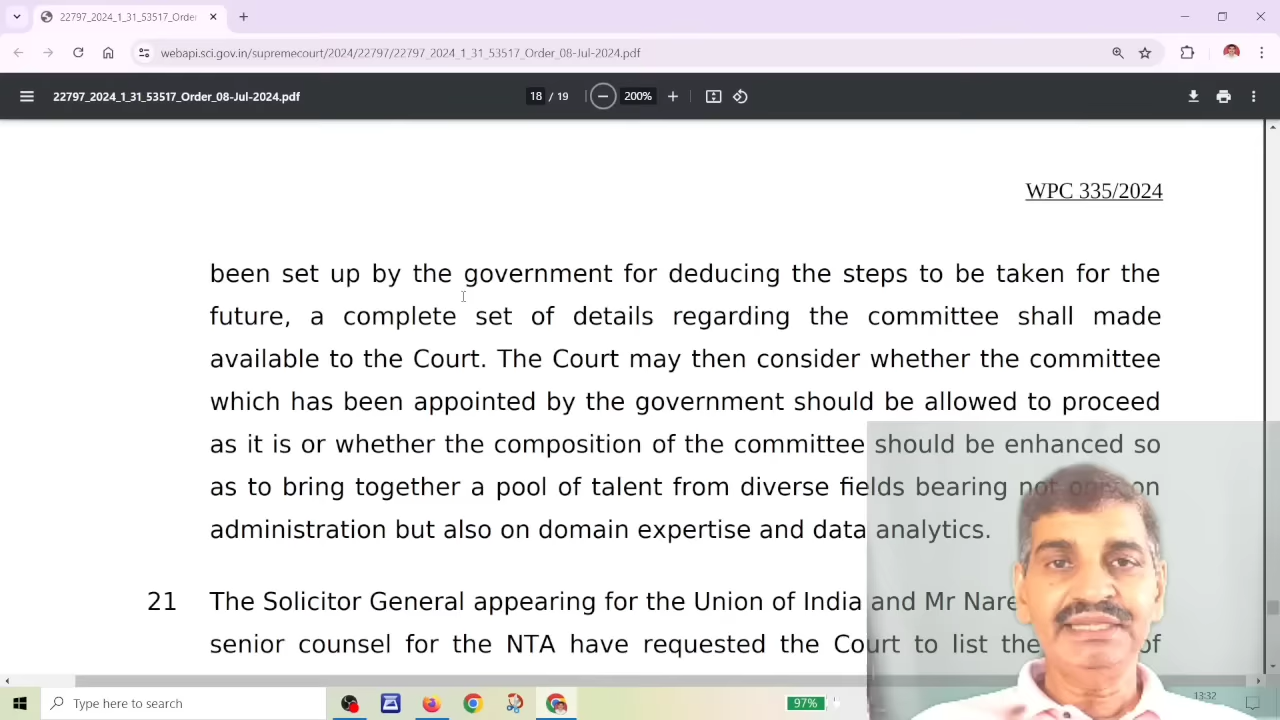 22797_2024_1_31_53517_Order
webapi.sci.gov.in/supremecourt/2024/22797/22797_2024_1_31_53517_Order_08-Jul-2024.pdf
22797_2024_1_31_53517_Order_08-Jul-2024.pdf
18 / 19
200%
WPC 335/2024
been set up by the government for deducing the steps to be taken for the
future, a complete set of details regarding the committee shall made
available to the Court. The Court may then consider whether the committee
which has been appointed by the government should be allowed to proceed
as it is or whether the composition of the committee should be enhanced so
as to bring together a pool of talent from diverse fields bearing not only on
administration but also on domain expertise and data analytics.
21 The Solicitor General appearing for the Union of India and Mr
senior counsel for the NTA have requested the Court to list the of
Type here to search
97%
13:32